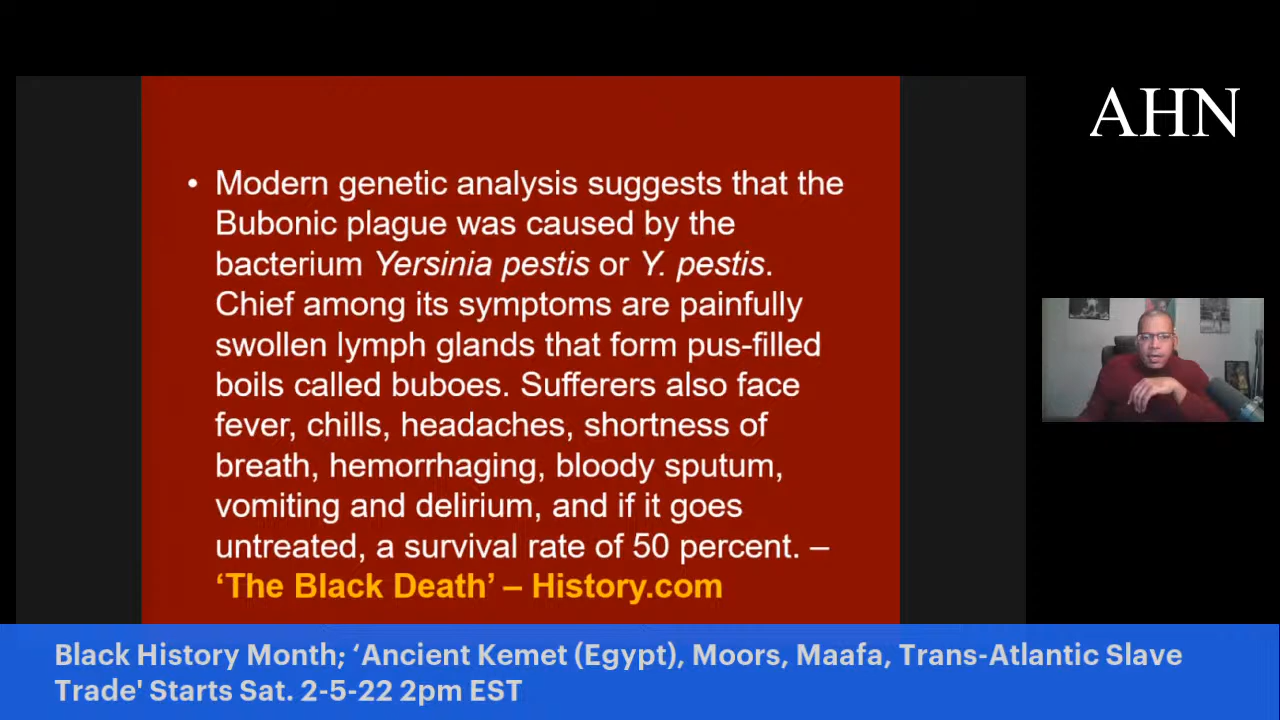 AHN
• Modern genetic analysis suggests that the
Bubonic plague was caused by the
bacterium Yersinia pestis or Y. pestis.
Chief among its symptoms are painfully
swollen lymph glands that form pus-filled
boils called buboes. Sufferers also face
fever, chills, headaches, shortness of
breath, hemorrhaging, bloody sputum,
vomiting and delirium, and if it goes
untreated, a survival rate of 50 percent. –
‘The Black Death’ – History.com
Black History Month; ‘Ancient Kemet (Egypt), Moors, Maafa, Trans-Atlantic Slave
Trade' Starts Sat. 2-5-22 2pm EST